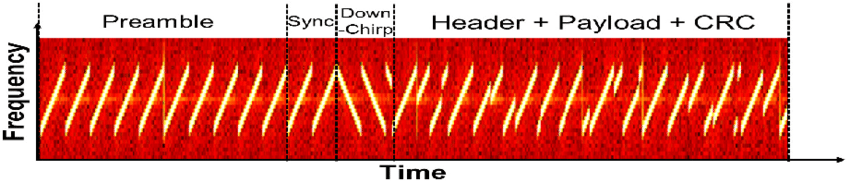 Preamble
Sync
Down
-Chirp
Header + Payload + CRC
Frequency
Time